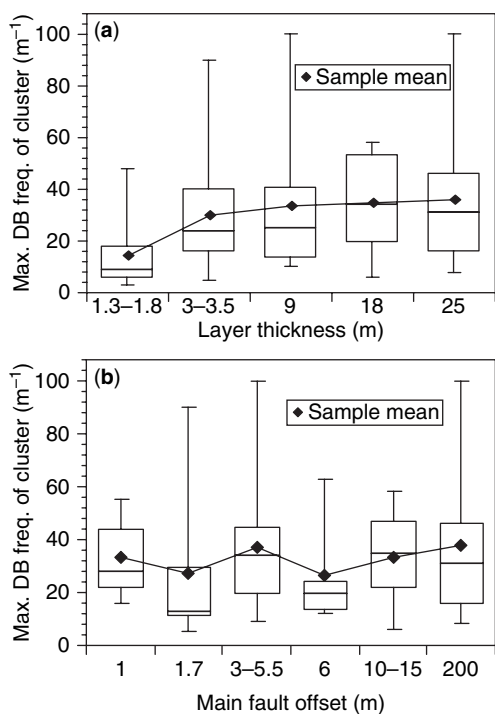 (a)
Sample mean
Max. DB freq. of cluster (m⁻¹)
100
80
60
40
20
0
1.3–1.8 3–3.5 9 18 25
Layer thickness (m)
(b)
Sample mean
Max. DB freq. of cluster (m⁻¹)
100
80
60
40
20
0
1 1.7 3–5.5 6 10–15 200
Main fault offset (m)